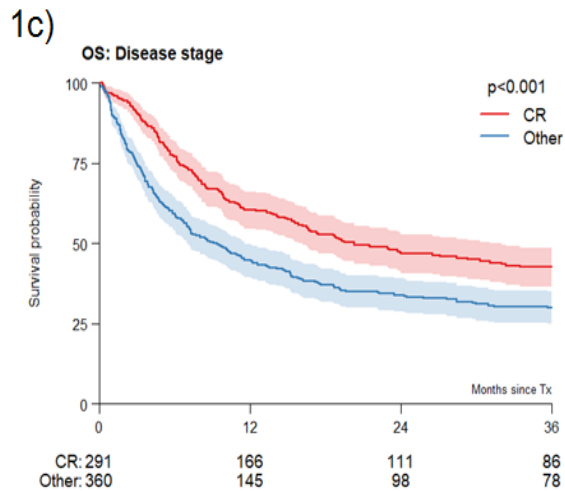 1c)
OS: Disease stage
p<0.001
CR
Other
Survival probability
100
75
50
25
0
Months since Tx
0 12 24 36
CR: 291 166 111 86
Other: 360 145 98 78